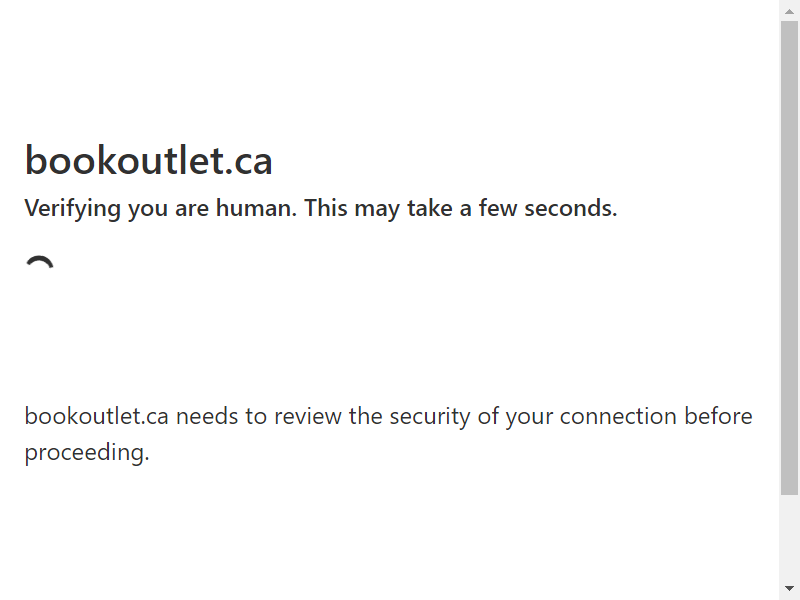 bookoutlet.ca
Verifying you are human. This may take a few seconds.
bookoutlet.ca needs to review the security of your connection before
proceeding.